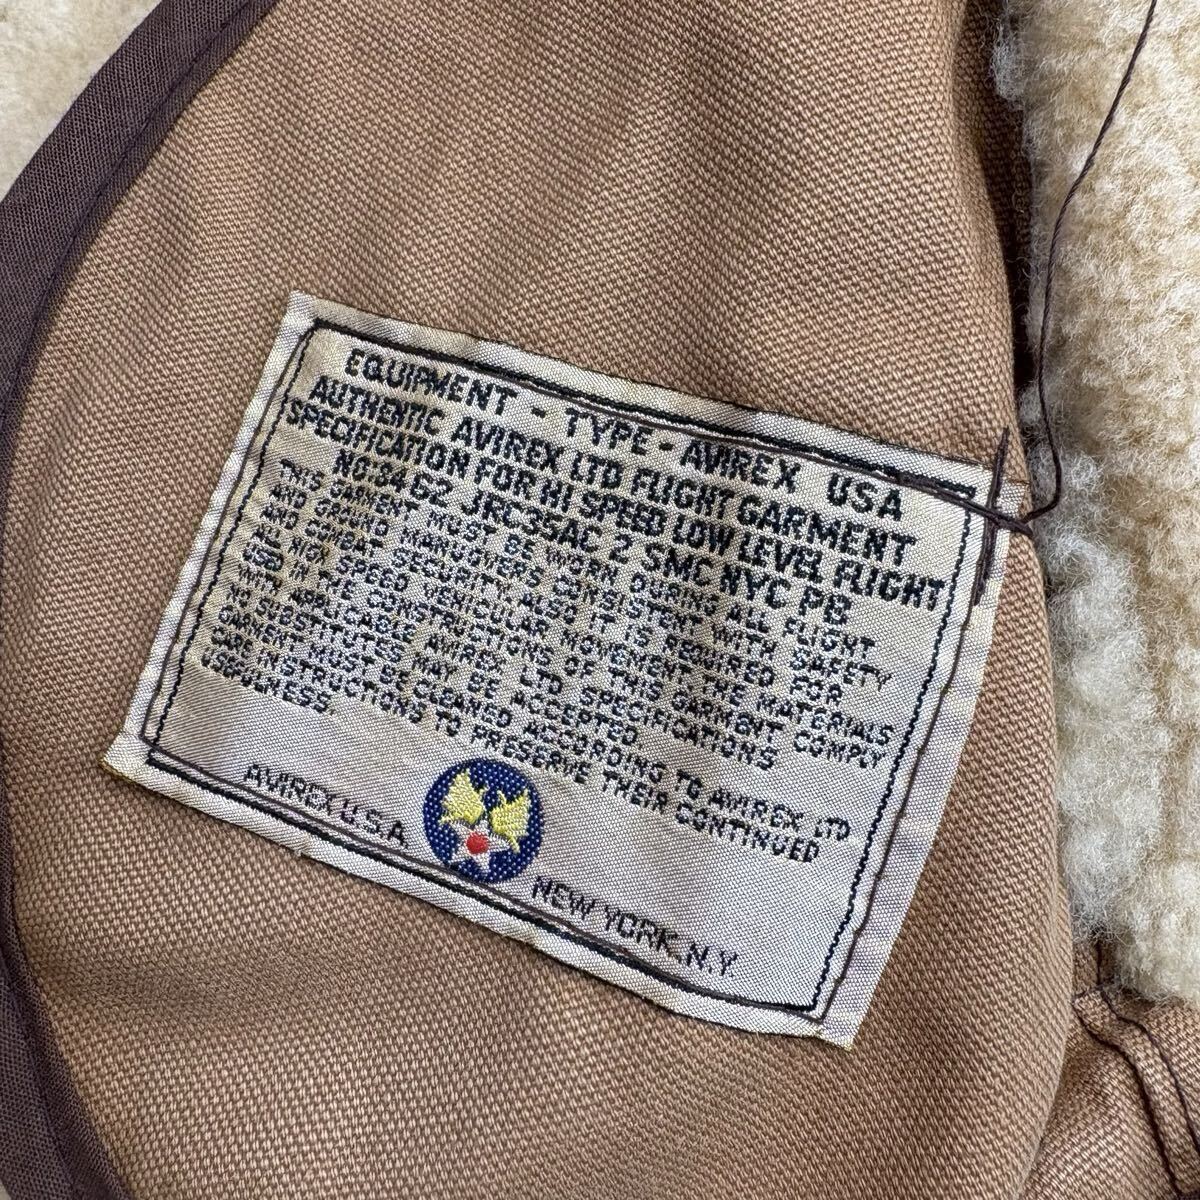 EQUIPMENT - TYPE - AVIREX USA
AUTHENTIC AVIREX LTD FLIGHT GARMENT
SPECIFICATION FOR HI SPEED LOW LEVEL FLIGHT
NO:34 B2 JRC35AC 2 SMC NYC PB
THIS GARMENT MUST BE WORN DURING ALL FLIGHT
AND GROUND MANUOVERS CONSISTENT WITH SAFETY
AND COMBAT SECURITY. ALSO IT IS REQUIRED FOR
ALL HIGH SPEED VEHICULAR MOVEMENT. THE MATERIALS
USED IN THE CONSTRUCTIONS OF THIS GARMENT COMPLY
WITH APPLICABLE AVIREX LTD SPECIFICATIONS
NO SUBSTITUTES MAY BE ACCEPTED
GARMENT MUST BE CLEANED ACCORDING TO AVIREX LTD
CARE INSTRUCTIONS TO PRESERVE THEIR CONTINUED
USEFULNESS.
AVIREX U.S.A
NEW YORK, N.Y.